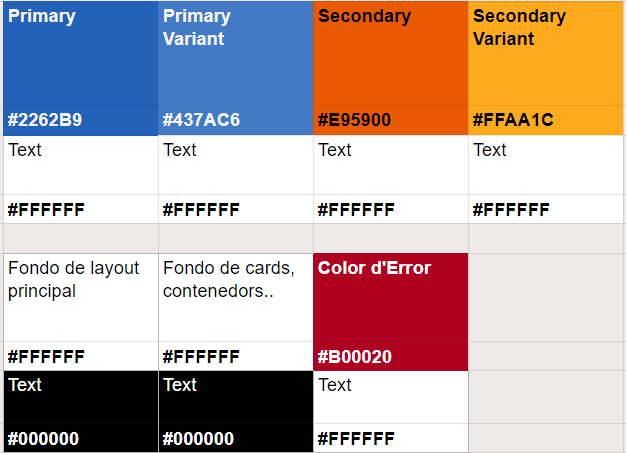 Primary
Primary
Variant
Secondary
Secondary
Variant
#2262B9
#437AC6
#E95900
#FFAA1C
Text
Text
Text
Text
#FFFFFF
#FFFFFF
#FFFFFF
#FFFFFF
Fondo de layout
principal
Fondo de cards,
contenedors..
Color d'Error
#FFFFFF
#FFFFFF
#B00020
Text
Text
Text
#000000
#000000
#FFFFFF